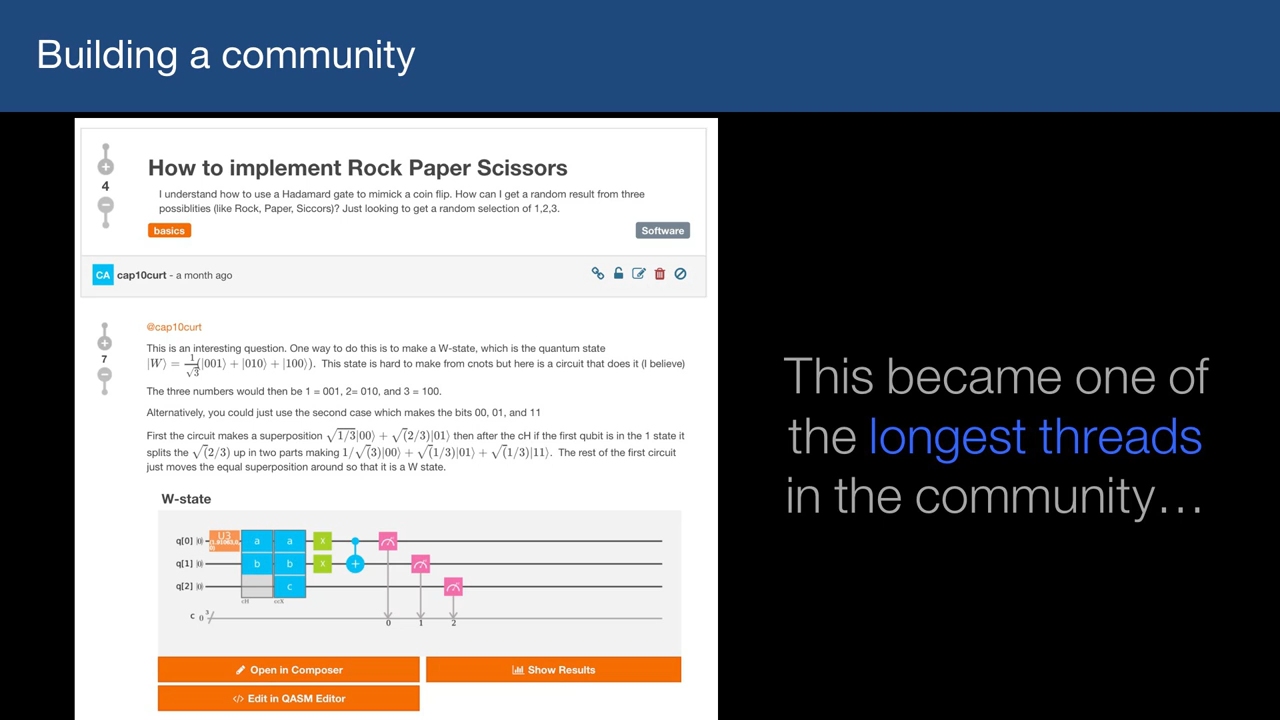 Building a community
4
How to implement Rock Paper Scissors
I understand how to use a Hadamard gate to mimick a coin flip. How can I get a random result from three
possiblities (like Rock, Paper, Siccors)? Just looking to get a random selection of 1,2,3.
basics
Software
CA cap10curt - a month ago
7
@cap10curt
This is an interesting question. One way to do this is to make a W-state, which is the quantum state
|W⟩ = 1/√3(|001⟩ + |010⟩ + |100⟩). This state is hard to make from cnots but here is a circuit that does it (I believe)
The three numbers would then be 1 = 001, 2= 010, and 3 = 100.
Alternatively, you could just use the second case which makes the bits 00, 01, and 11
First the circuit makes a superposition √1/3|00⟩ + √(2/3)|01⟩ then after the cH if the first qubit is in the 1 state it
splits the √(2/3) up in two parts making 1/√(3)|00⟩ + √(1/3)|01⟩ + √(1/3)|11⟩. The rest of the first circuit
just moves the equal superposition around so that it is a W state.
W-state
q[0] |0⟩ U3 a a X
q[1] |0⟩ b b X +
q[2] |0⟩ c
cH ccX
c 0 3
0 1 2
Open in Composer
Show Results
</> Edit in QASM Editor
This became one of
the longest threads
in the community…